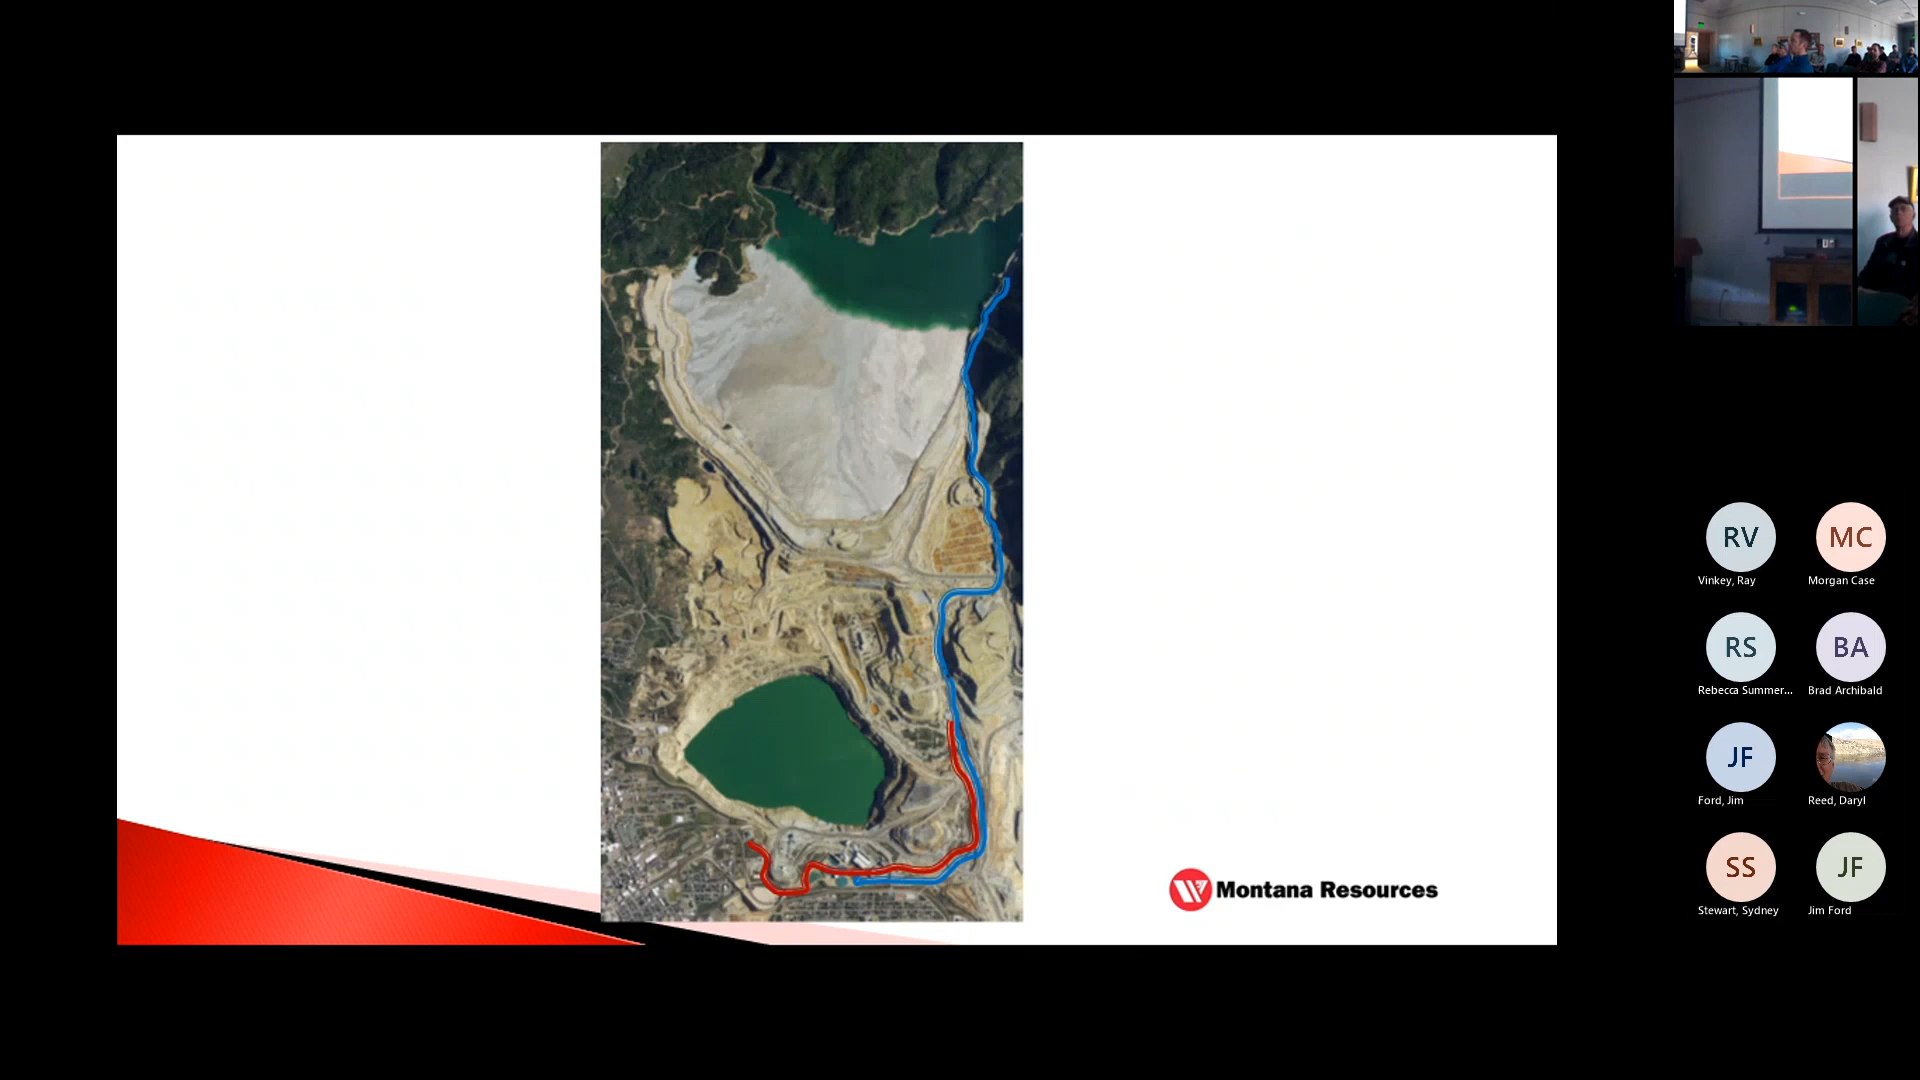 Montana Resources
RV
MC
Vinkey, Ray
Morgan Case
RS
BA
Rebecca Summer...
Brad Archibald
JF
Ford, Jim
Reed, Daryl
SS
JF
Stewart, Sydney
Jim Ford